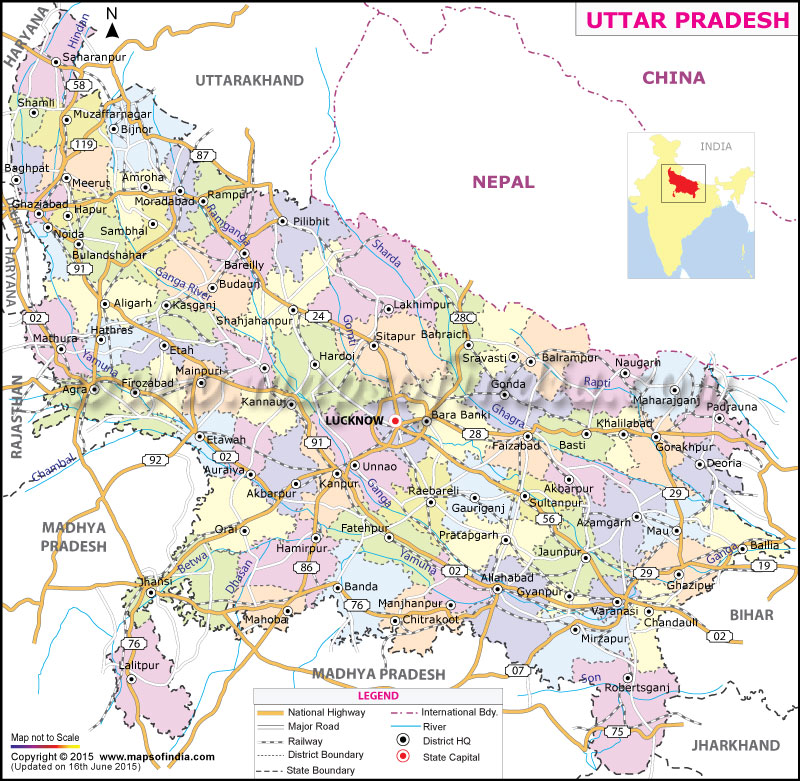 UTTAR PRADESH
N
HARYANA
Hindan
Saharanpur
58
UTTARAKHAND
CHINA
Shamli
Muzaffarnagar
Bijnor
119
87
INDIA
Baghpat
Meerut
Amroha
Rampur
NEPAL
Ghaziabad
Hapur
Moradabad
DELHI
Noida
Sambhal
Ramganga
Pilibhit
Sharda
Bulandshahar
Bareilly
HARYANA
91
Ganga River
Budaun
Aligarh
Kasganj
Lakhimpur
02
Shahjahanpur
24
Gomti
28C
Hathras
Sitapur
Bahraich
Mathura
Etah
Hardoi
Sravasti
Balrampur
Naugarh
Yamuna
Mainpuri
Gonda
Rapti
Agra
Firozabad
Maharajganj
RAJASTHAN
Kannauj
Padrauna
LUCKNOW
Bara Banki
Ghagra
Khalilabad
Etawah
91
28
Faizabad
Basti
Gorakhpur
Chambal
92
02
Unnao
Deoria
Auraiya
Kanpur
Akbarpur
Ganga
Raebareli
Akbarpur
29
Gauriganj
Sultanpur
MADHYA
PRADESH
Orai
Fatehpur
56
Azamgarh
Mau
Pratapgarh
Hamirpur
Jaunpur
Ganga
Ballia
Betwa
Dhasan
Yamuna
86
02
29
19
Jhansi
Banda
Allahabad
Ghazipur
Gyanpur
76
Manjhanpur
Varanasi
BIHAR
Mahoba
Chitrakoot
Chandauli
02
76
Mirzapur
Lalitpur
MADHYA PRADESH
07
Son
Robertsganj
75
JHARKHAND
LEGEND
National Highway
International Bdy.
Major Road
River
Railway
District HQ
District Boundary
State Capital
State Boundary
Map not to Scale
Copyright © 2015 www.mapsofindia.com
(Updated on 16th June 2015)